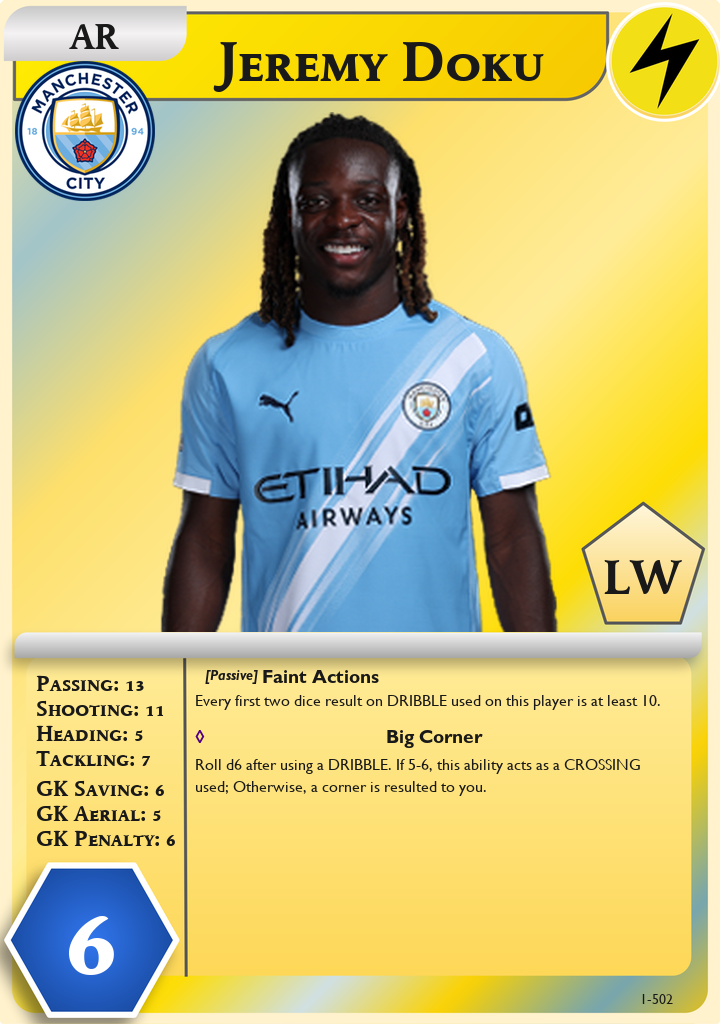 AR
Jeremy Doku
MANCHESTER
18 94
CITY
ETIHAD
AIRWAYS
LW
Passing: 13
Shooting: 11
Heading: 5
Tackling: 7
GK Saving: 6
GK Aerial: 5
GK Penalty: 6
6
[Passive] Faint Actions
Every first two dice result on DRIBBLE used on this player is at least 10.
◊ Big Corner
Roll d6 after using a DRIBBLE. If 5-6, this ability acts as a CROSSING
used; Otherwise, a corner is resulted to you.
1-502